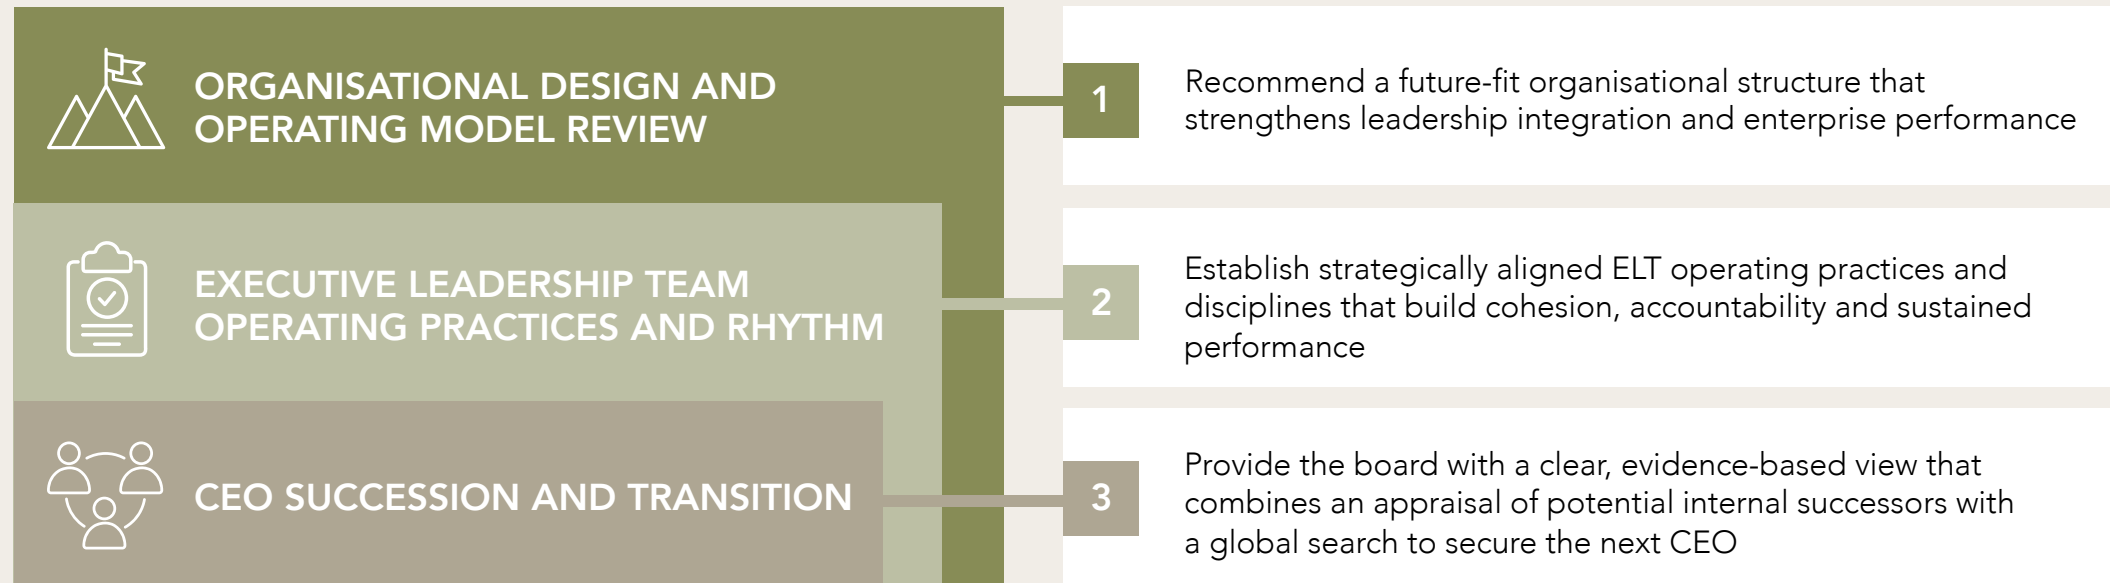 ORGANISATIONAL DESIGN AND
OPERATING MODEL REVIEW
1
Recommend a future-fit organisational structure that
strengthens leadership integration and enterprise performance
EXECUTIVE LEADERSHIP TEAM
OPERATING PRACTICES AND RHYTHM
2
Establish strategically aligned ELT operating practices and
disciplines that build cohesion, accountability and sustained
performance
CEO SUCCESSION AND TRANSITION
3
Provide the board with a clear, evidence-based view that
combines an appraisal of potential internal successors with
a global search to secure the next CEO